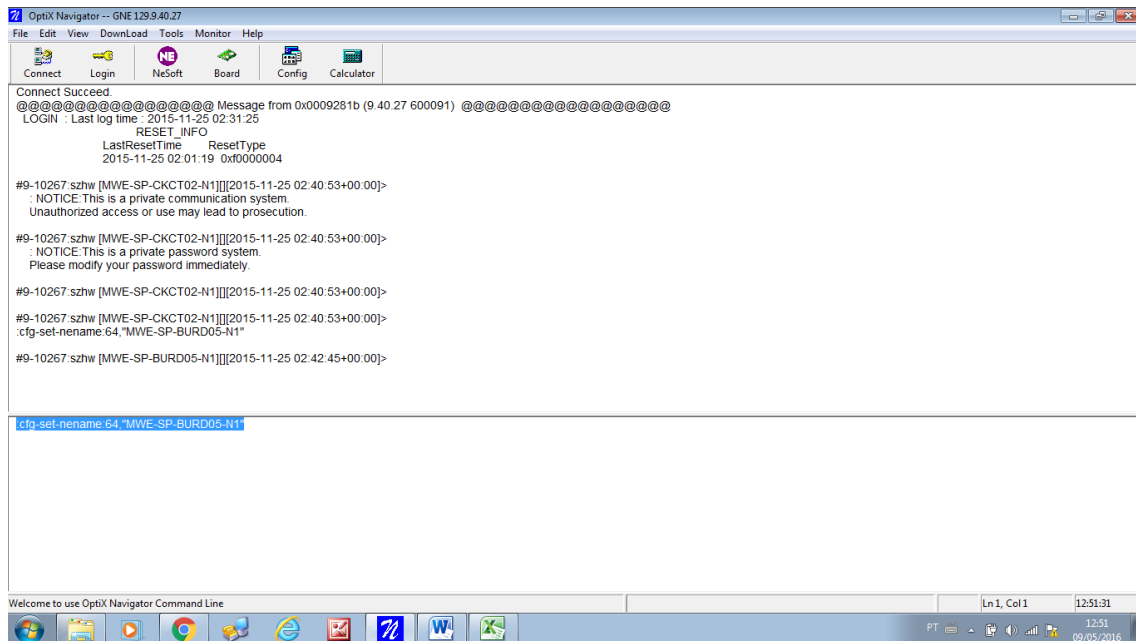 OptiX Navigator -- GNE 129.9.40.27
File Edit View DownLoad Tools Monitor Help
NE
Connect Login NeSoft Board Config Calculator
Connect Succeed.
@@@@@@@@@@@@@@@@@ Message from 0x0009281b (9.40.27 600091) @@@@@@@@@@@@@@@@@@
LOGIN : Last log time : 2015-11-25 02:31:25
RESET_INFO
LastResetTime ResetType
2015-11-25 02:01:19 0xf0000004
#9-10267:szhw [MWE-SP-CKCT02-N1][][2015-11-25 02:40:53+00:00]>
: NOTICE:This is a private communication system.
Unauthorized access or use may lead to prosecution.
#9-10267:szhw [MWE-SP-CKCT02-N1][][2015-11-25 02:40:53+00:00]>
: NOTICE:This is a private password system.
Please modify your password immediately.
#9-10267:szhw [MWE-SP-CKCT02-N1][][2015-11-25 02:40:53+00:00]>
#9-10267:szhw [MWE-SP-CKCT02-N1][][2015-11-25 02:40:53+00:00]>
:cfg-set-nename:64,"MWE-SP-BURD05-N1"
#9-10267:szhw [MWE-SP-BURD05-N1][][2015-11-25 02:42:45+00:00]>
:cfg-set-nename:64,"MWE-SP-BURD05-N1"
Welcome to use OptiX Navigator Command Line Ln 1, Col 1 12:51:31
PT 12:51
09/05/2016